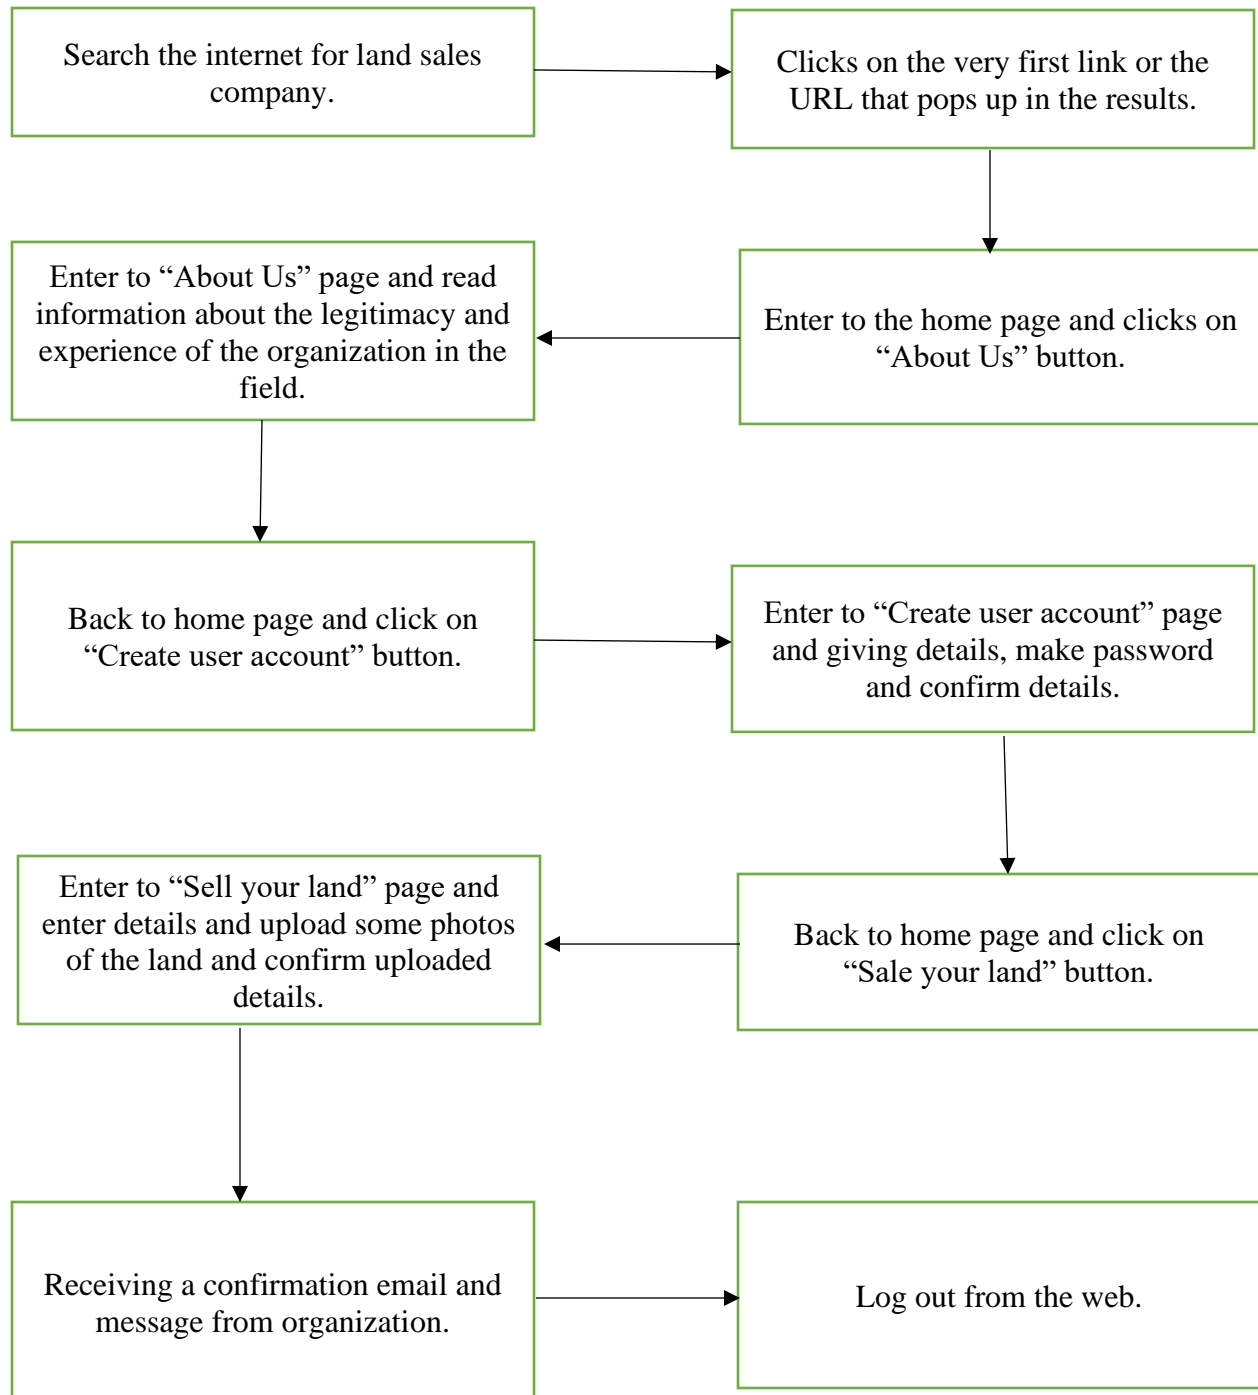 Search the internet for land sales
company.
Clicks on the very first link or the
URL that pops up in the results.
Enter to the home page and clicks on
“About Us” button.
Enter to “About Us” page and read
information about the legitimacy and
experience of the organization in the
field.
Back to home page and click on
“Create user account” button.
Enter to “Create user account” page
and giving details, make password
and confirm details.
Back to home page and click on
“Sale your land” button.
Enter to “Sell your land” page and
enter details and upload some photos
of the land and confirm uploaded
details.
Receiving a confirmation email and
message from organization.
Log out from the web.